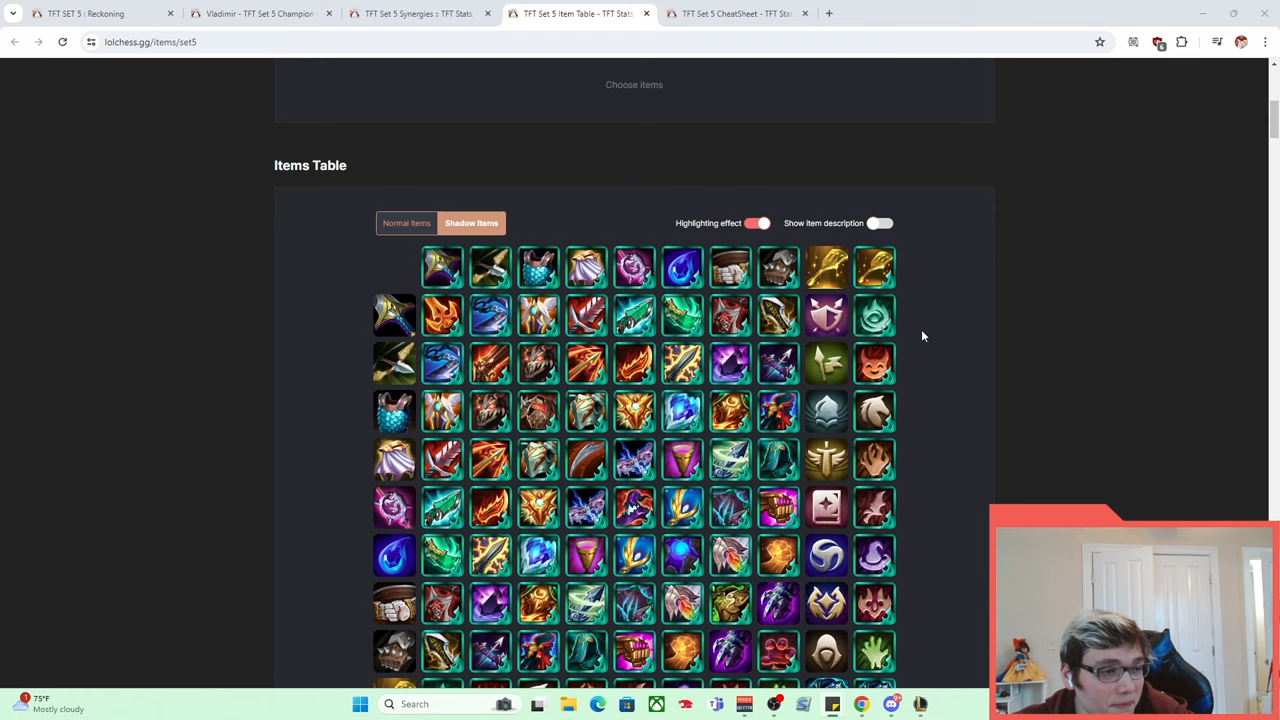 TFT SET 5 : Reckoning
Vladimir - TFT Set 5 Champion
TFT Set 5 Synergies :: TFT Stats,
TFT Set 5 Item Table - TFT Stats,
TFT Set 5 CheatSheet - TFT Stat
lolchess.gg/items/set5
6
Choose items
Items Table
Normal Items
Shadow Items
Highlighting effect
Show item description
1
75°F
Mostly cloudy
Search